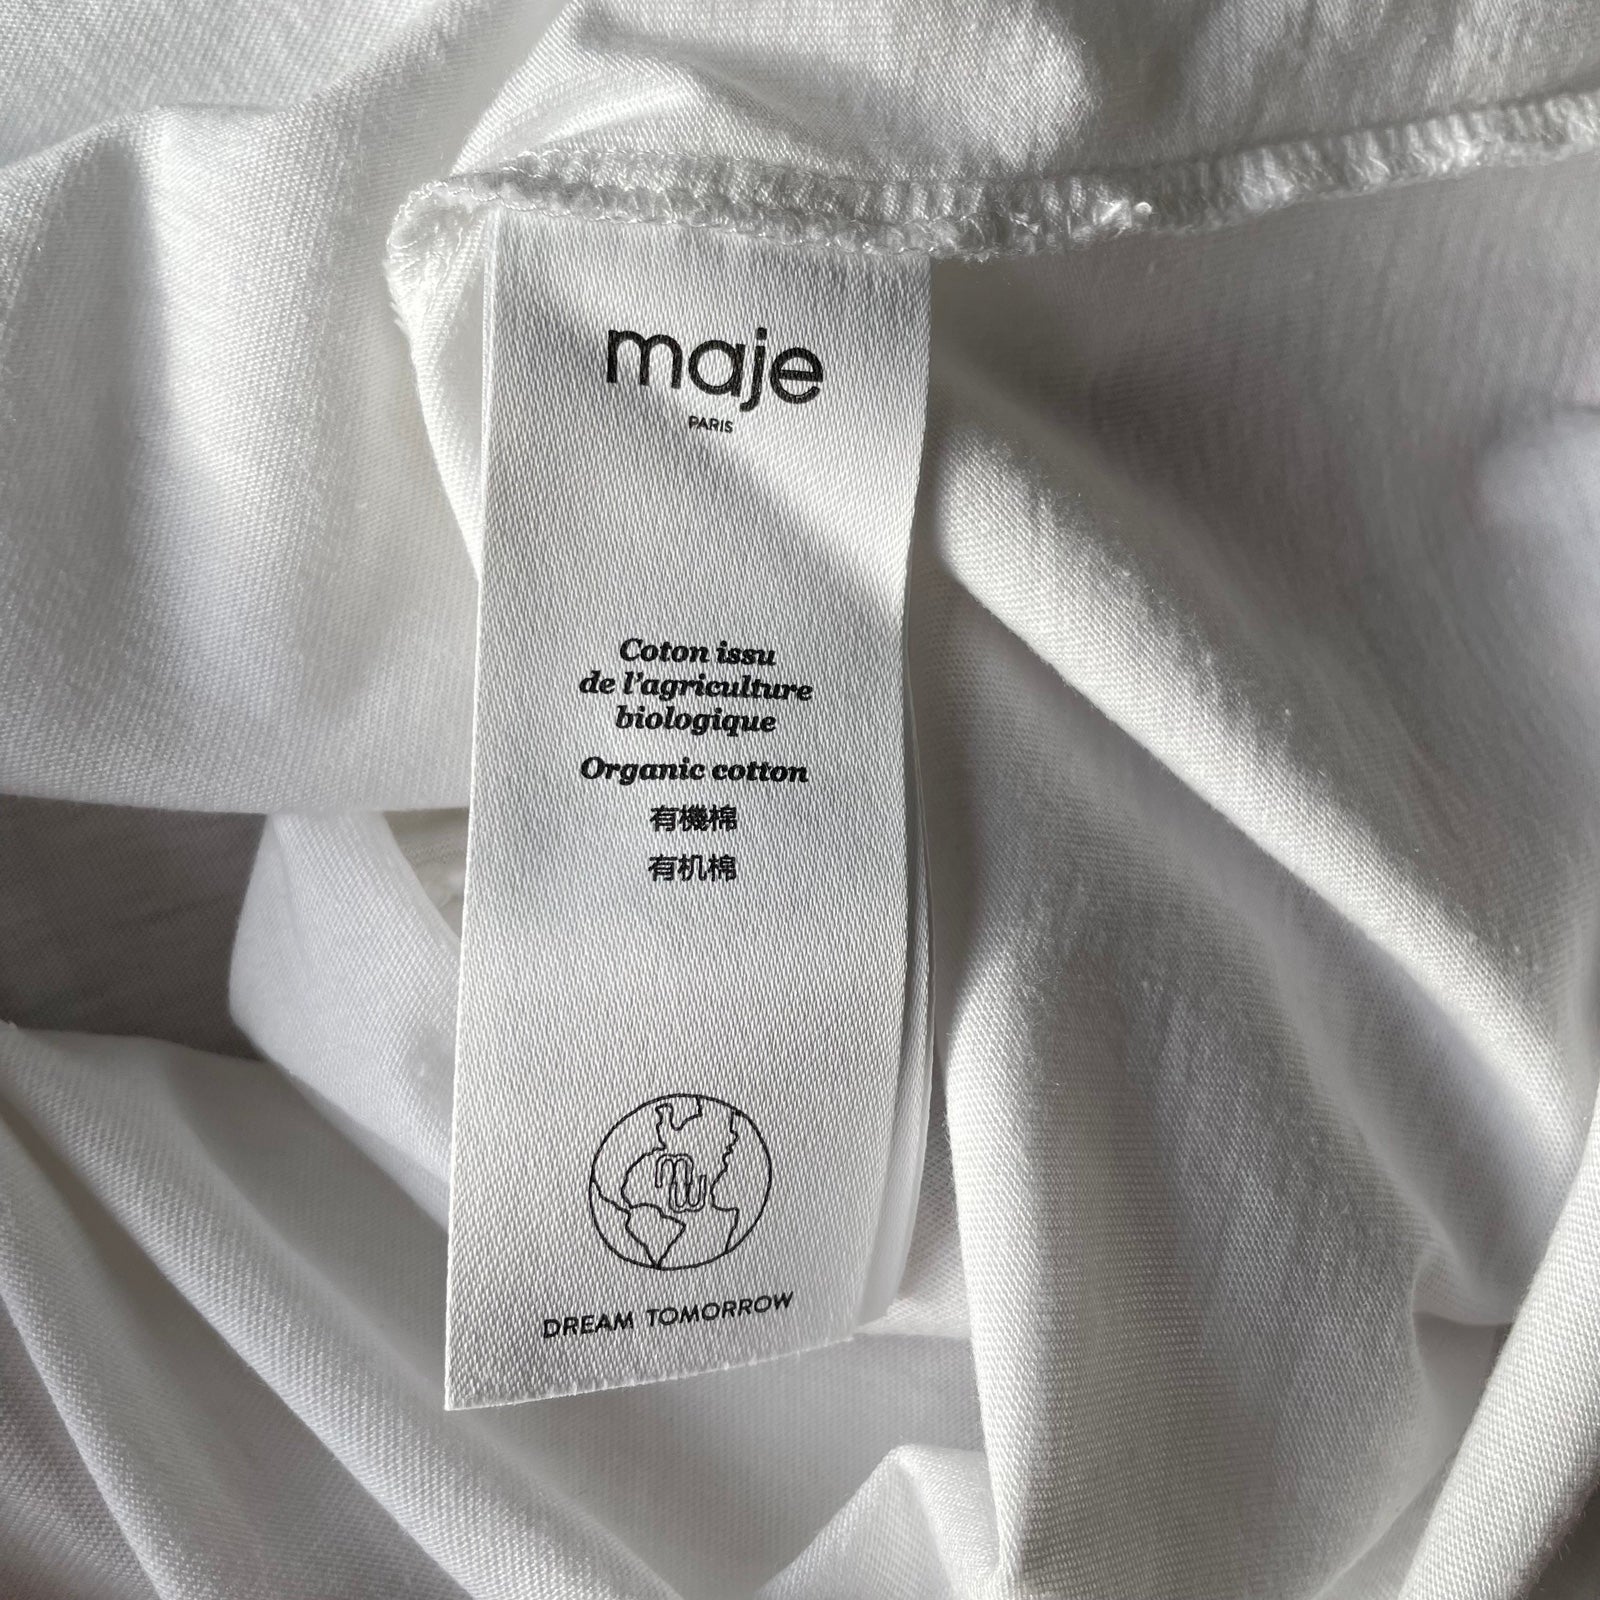 maje
PARIS
Coton issu
de l'agriculture
biologique
Organic cotton
有機棉
有机棉
DREAM TOMORROW